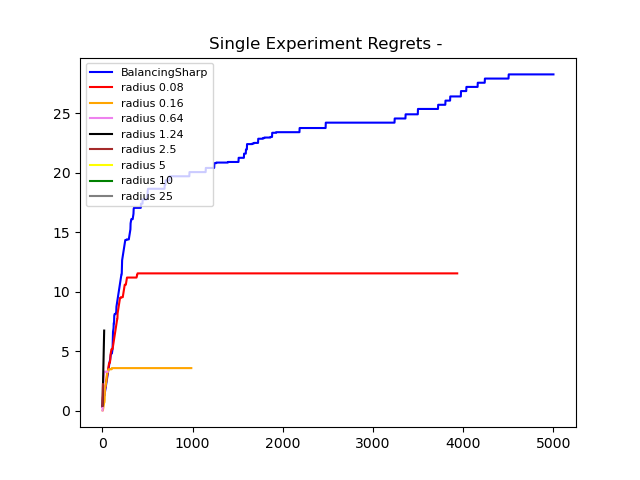 Single Experiment Regrets -
BalancingSharp
radius 0.08
radius 0.16
radius 0.64
radius 1.24
radius 2.5
radius 5
radius 10
radius 25
25
20
15
10
5
0
0 1000 2000 3000 4000 5000